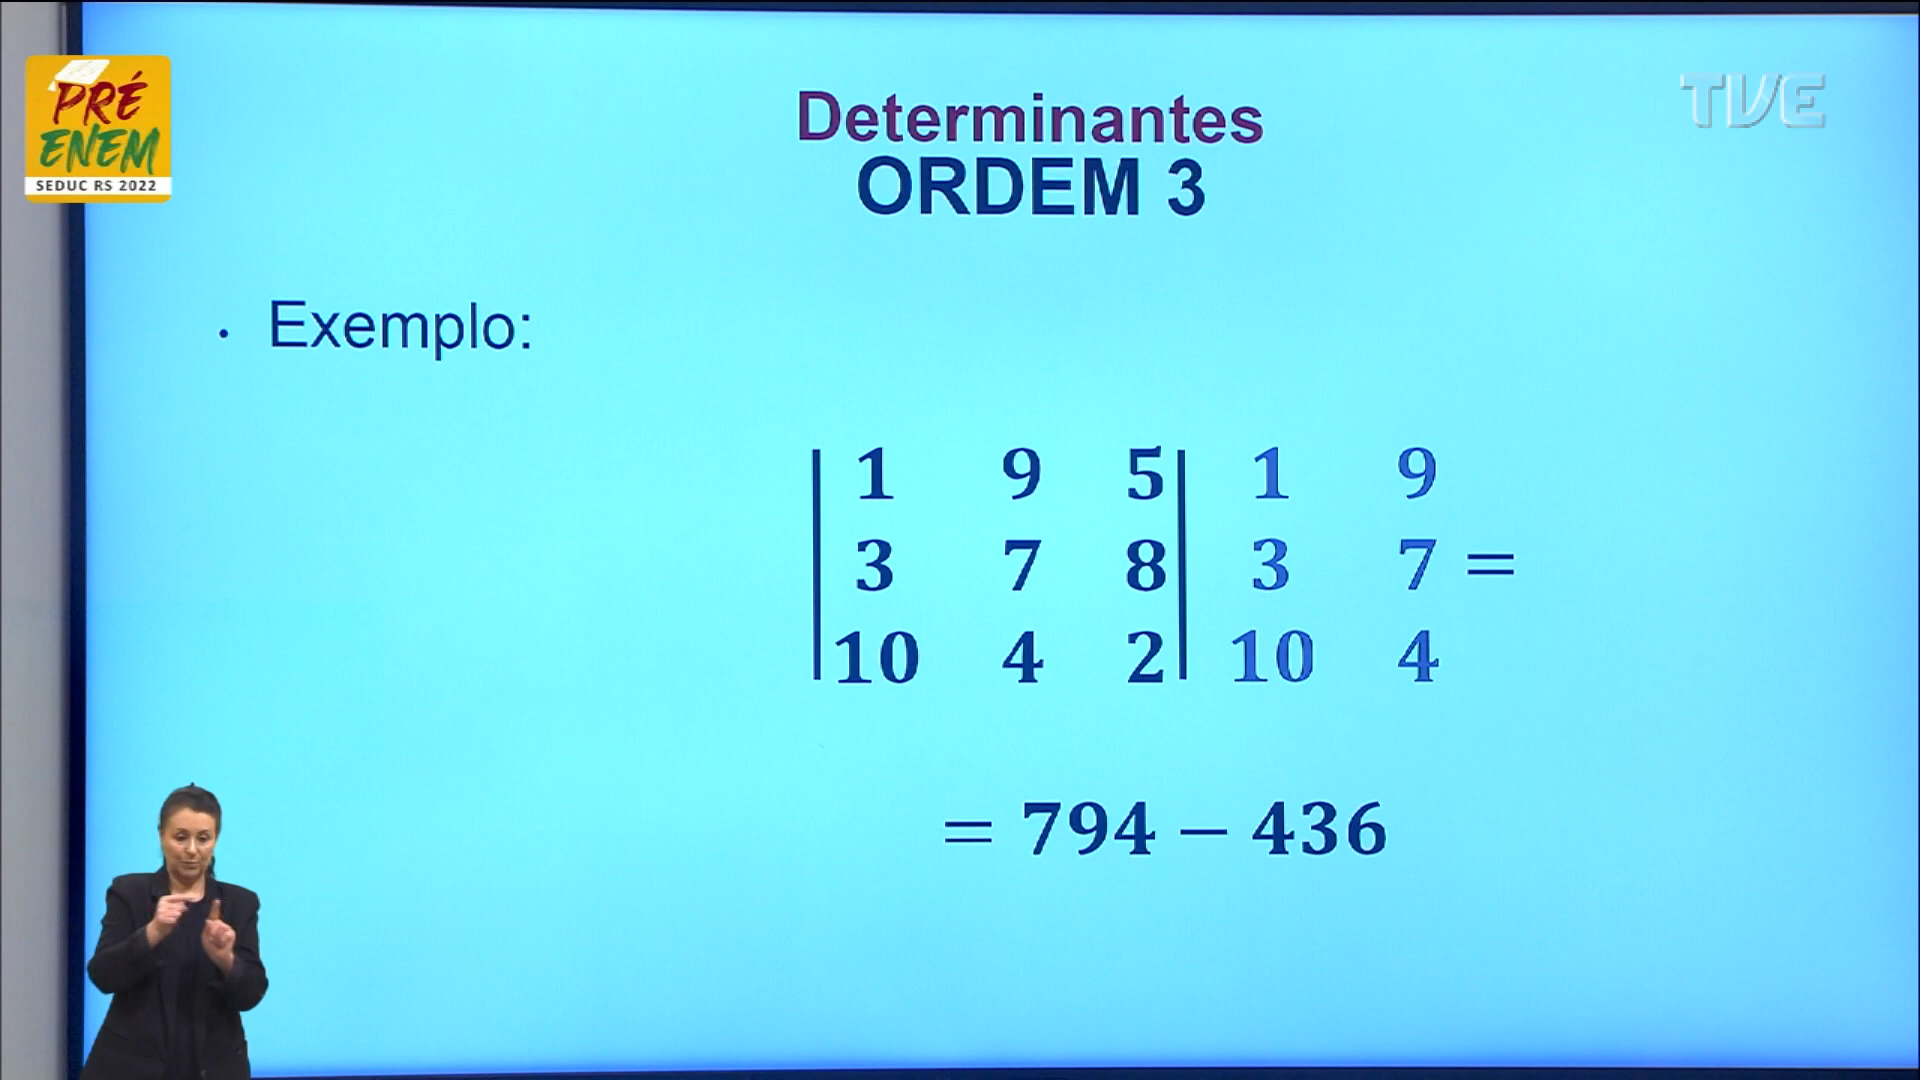 PRÉ
ENEM
SEDUC RS 2022
TVE
Determinantes
ORDEM 3
• Exemplo:
| 1 9 5 | 1 9
| 3 7 8 | 3 7 =
| 10 4 2 | 10 4
= 794 − 436